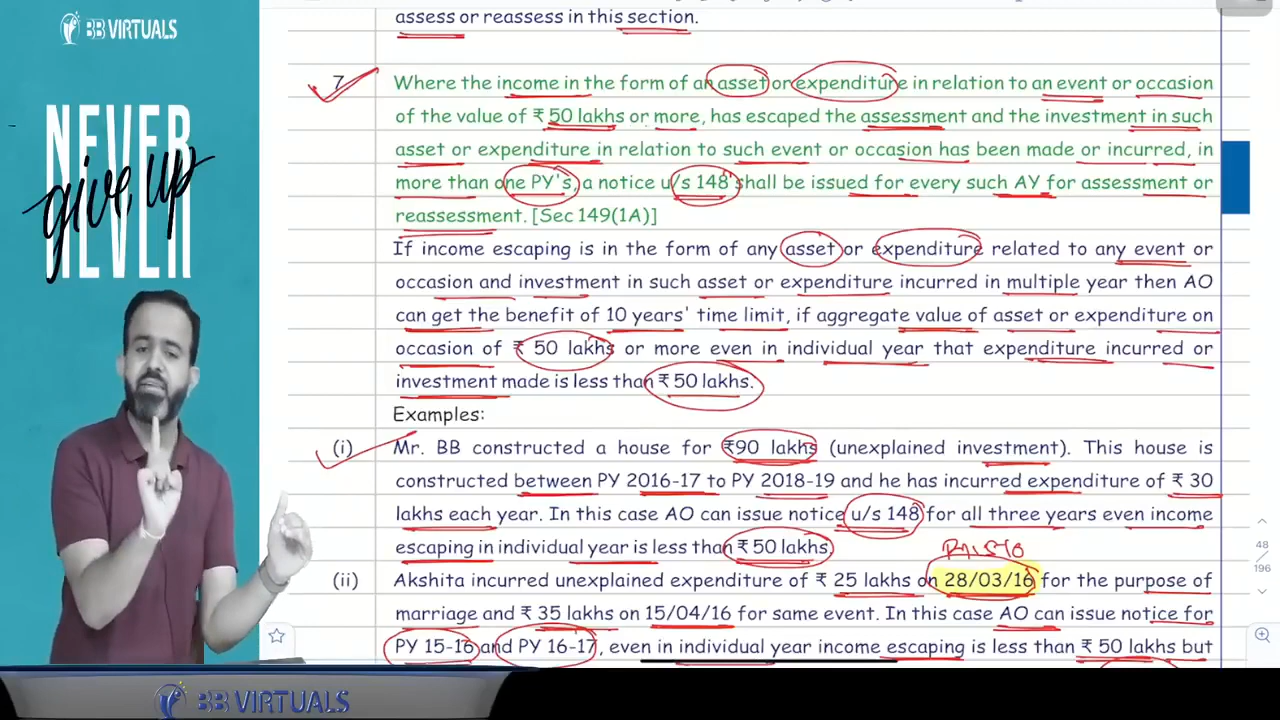 BB VIRTUALS
NEVER
give up
NEVER
assess or reassess in this section.
7 Where the income in the form of an asset or expenditure in relation to an event or occasion
of the value of ₹ 50 lakhs or more, has escaped the assessment and the investment in such
asset or expenditure in relation to such event or occasion has been made or incurred, in
more than one PY's, a notice u/s 148 shall be issued for every such AY for assessment or
reassessment. [Sec 149(1A)]
If income escaping is in the form of any asset or expenditure related to any event or
occasion and investment in such asset or expenditure incurred in multiple year then AO
can get the benefit of 10 years' time limit, if aggregate value of asset or expenditure on
occasion of ₹ 50 lakhs or more even in individual year that expenditure incurred or
investment made is less than ₹ 50 lakhs.
Examples:
(i) Mr. BB constructed a house for ₹90 lakhs (unexplained investment). This house is
constructed between PY 2016-17 to PY 2018-19 and he has incurred expenditure of ₹ 30
lakhs each year. In this case AO can issue notice u/s 148 for all three years even income
escaping in individual year is less than ₹ 50 lakhs
(ii) Akshita incurred unexplained expenditure of ₹ 25 lakhs on 28/03/16 for the purpose of
marriage and ₹ 35 lakhs on 15/04/16 for same event. In this case AO can issue notice for
PY 15-16 and PY 16-17, even in individual year income escaping is less than ₹ 50 lakhs but
48
196
BB VIRTUALS